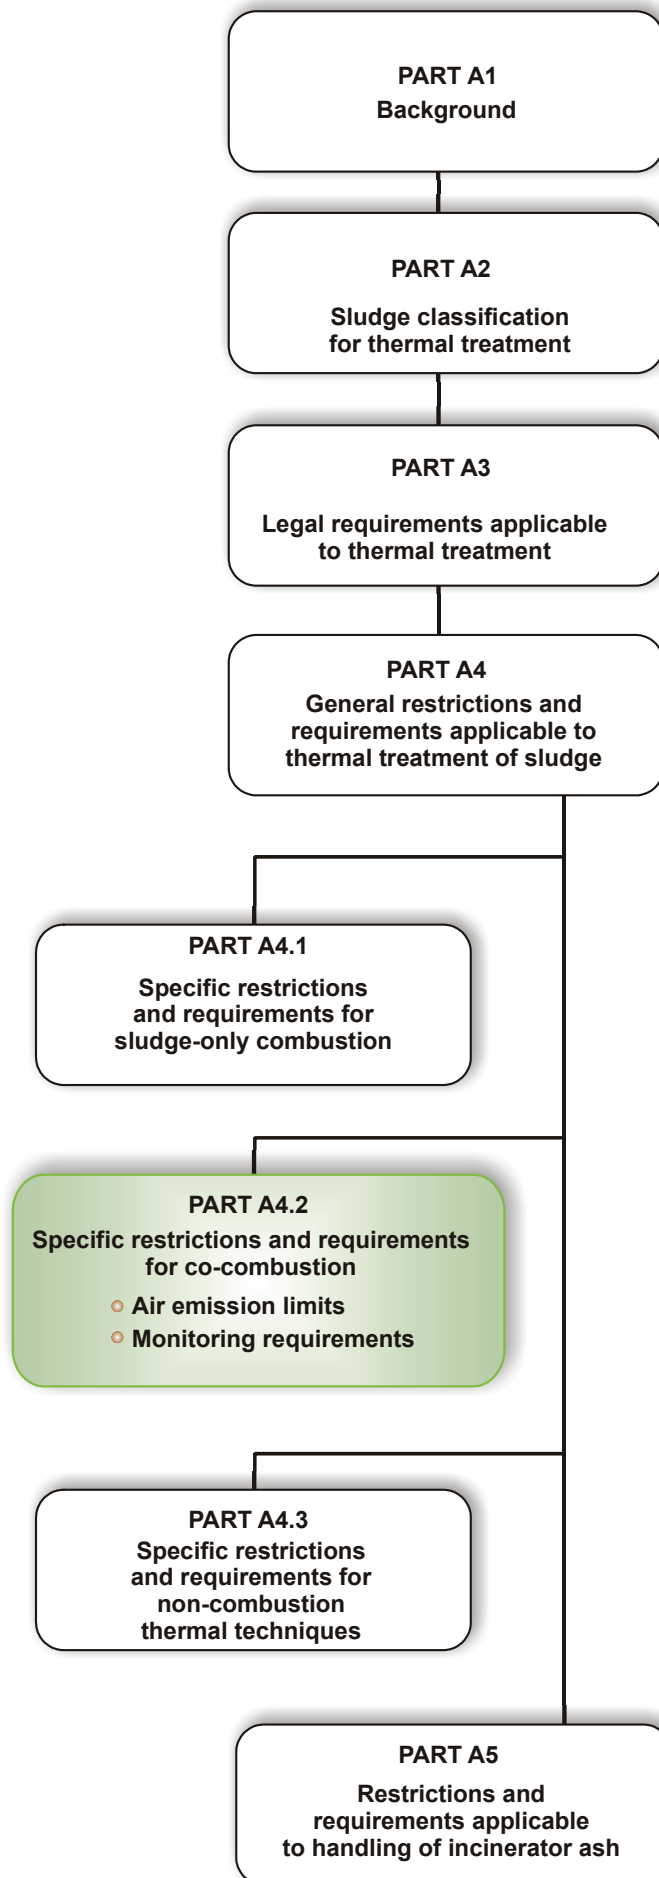 PART A1
Background
PART A2
Sludge classification
for thermal treatment
PART A3
Legal requirements applicable
to thermal treatment
PART A4
General restrictions and
requirements applicable to
thermal treatment of sludge
PART A4.1
Specific restrictions
and requirements for
sludge-only combustion
PART A4.2
Specific restrictions and requirements
for co-combustion
Air emission limits
Monitoring requirements
PART A4.3
Specific restrictions
and requirements for
non-combustion
thermal techniques
PART A5
Restrictions and
requirements applicable
to handling of incinerator ash